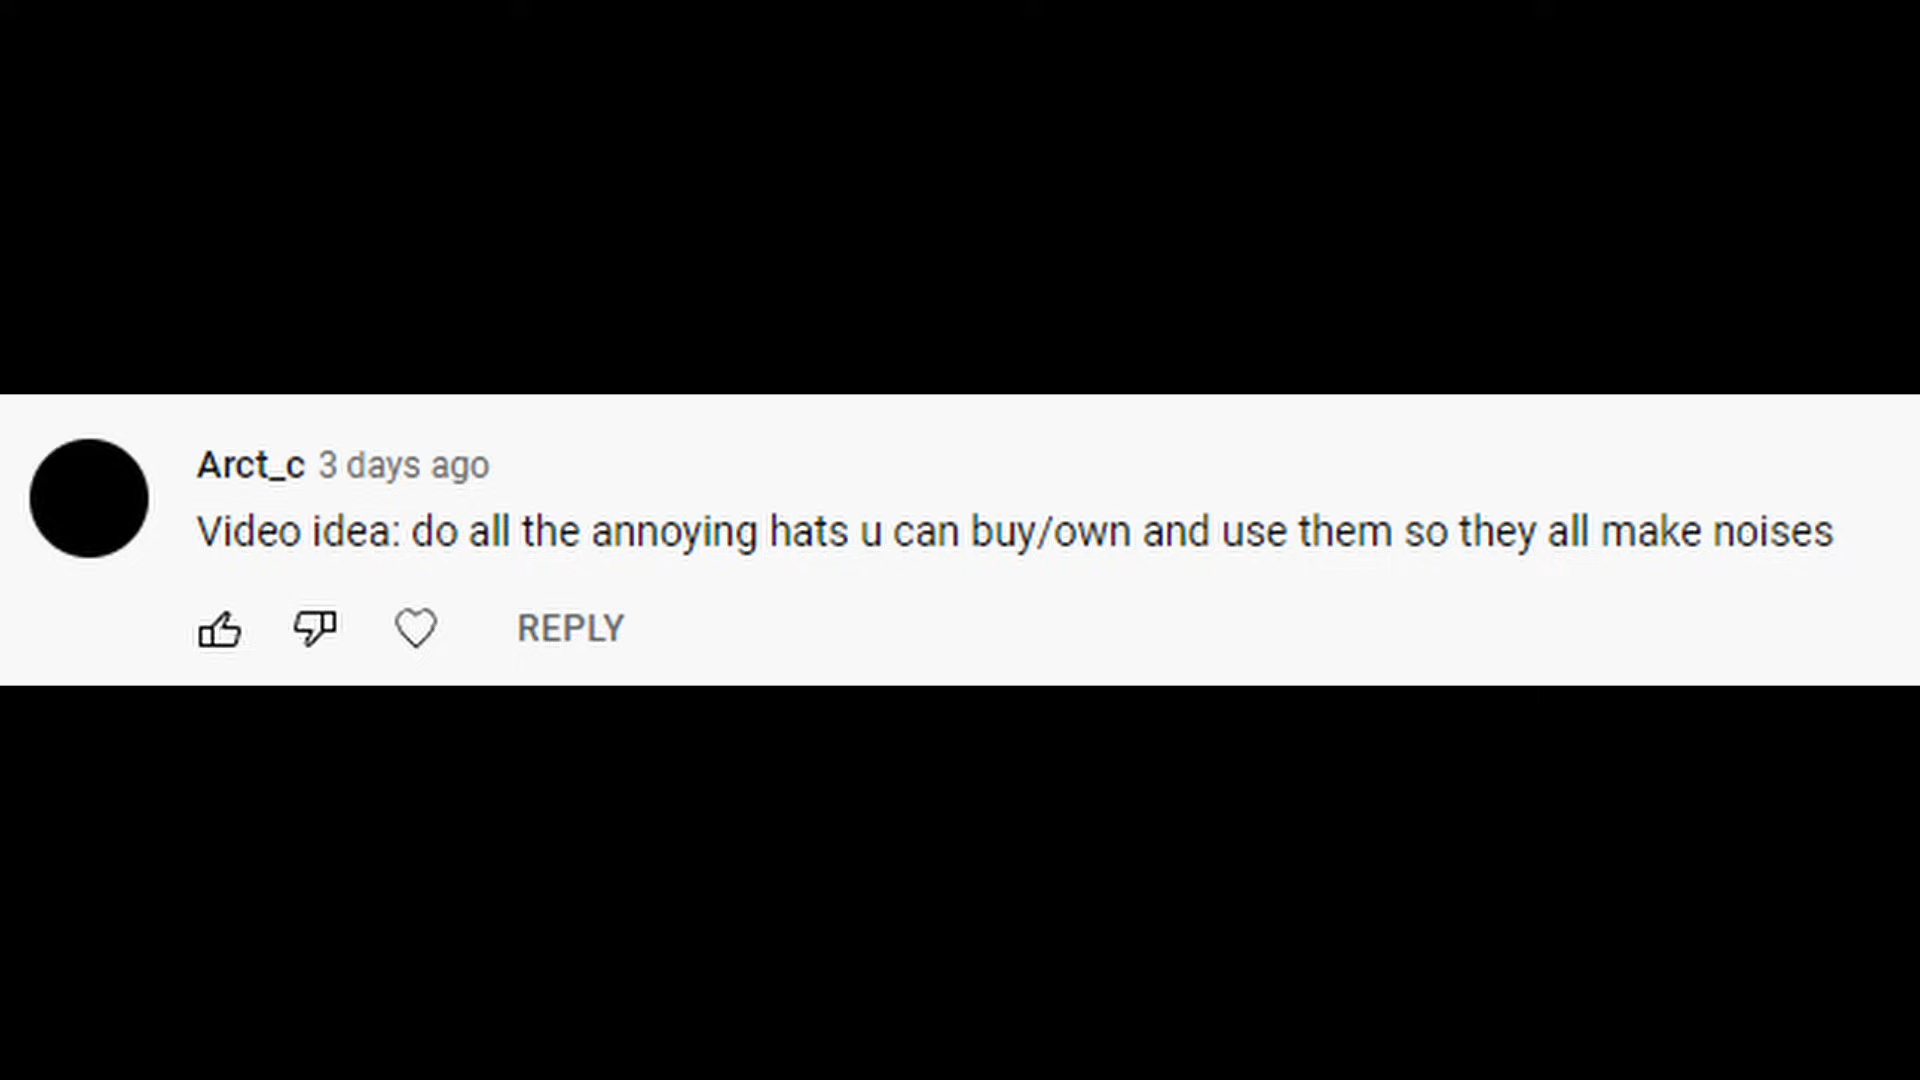 Arct_c 3 days ago
Video idea: do all the annoying hats u can buy/own and use them so they all make noises
REPLY